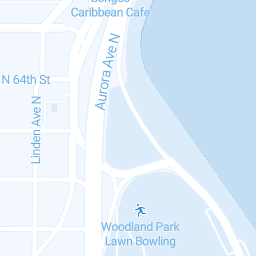 Bongos
Caribbean Cafe
N 64th St
Aurora Ave N
Linden Ave N
Woodland Park
Lawn Bowling